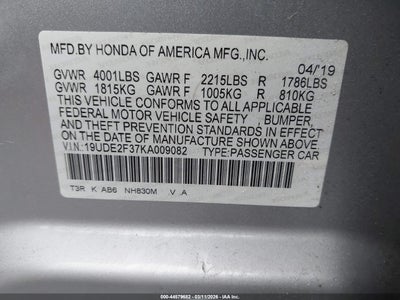 MFD.BY HONDA OF AMERICA MFG.,INC.
04/'19
GVWR 4001LBS GAWR F 2215LBS R 1786LBS
GVWR 1815KG GAWR F 1005KG R 810KG
THIS VEHICLE CONFORMS TO ALL APPLICABLE
FEDERAL MOTOR VEHICLE SAFETY , BUMPER,
AND THEFT PREVENTION STANDARDS IN EFFECT
ON THE DATE OF MANUFACTURE SHOWN ABOVE.
V.I.N:19UDE2F37KA009082 TYPE:PASSENGER CAR
T3R K AB6 NH830M V A
000-44579682 - 03/11/2026 - IAA, Inc.